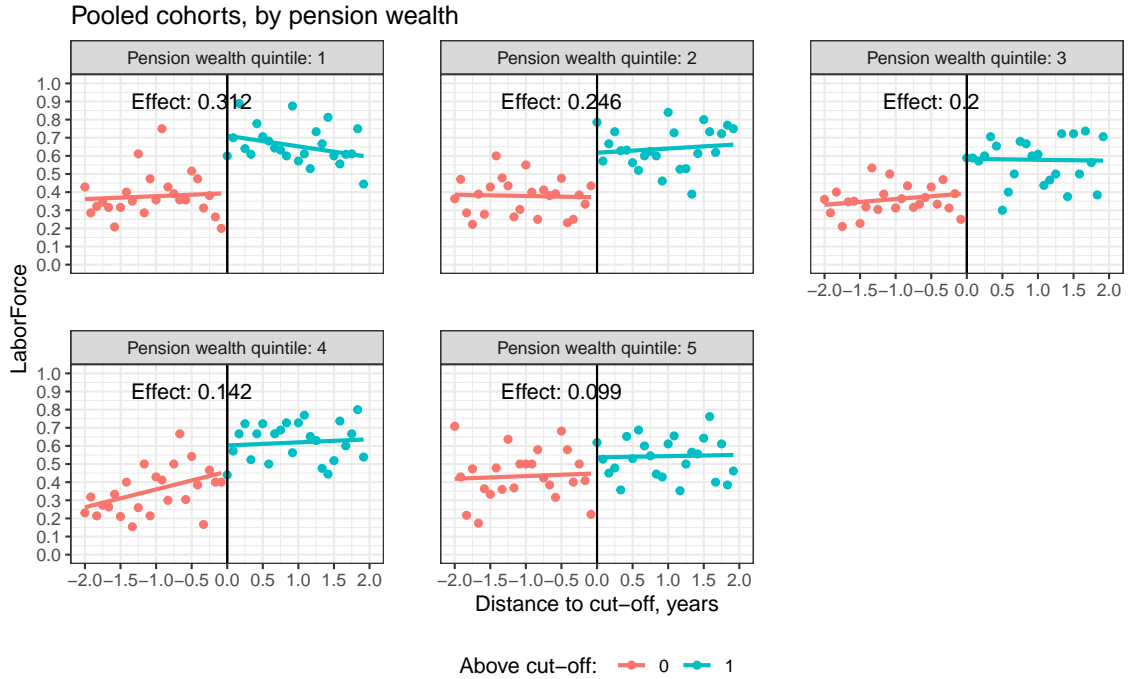 Pooled cohorts, by pension wealth
Pension wealth quintile: 1
Pension wealth quintile: 2
Pension wealth quintile: 3
1.0
0.9
0.8
0.7
0.6
0.5
0.4
0.3
0.2
0.1
0.0
Effect: 0.312
Effect: 0.246
Effect: 0.2
−2.0−1.5−1.0−0.5 0.0 0.5 1.0 1.5 2.0
LaborForce
Pension wealth quintile: 4
Pension wealth quintile: 5
1.0
0.9
0.8
0.7
0.6
0.5
0.4
0.3
0.2
0.1
0.0
Effect: 0.142
Effect: 0.099
−2.0−1.5−1.0−0.5 0.0 0.5 1.0 1.5 2.0
−2.0−1.5−1.0−0.5 0.0 0.5 1.0 1.5 2.0
Distance to cut−off, years
Above cut−off: 0 1